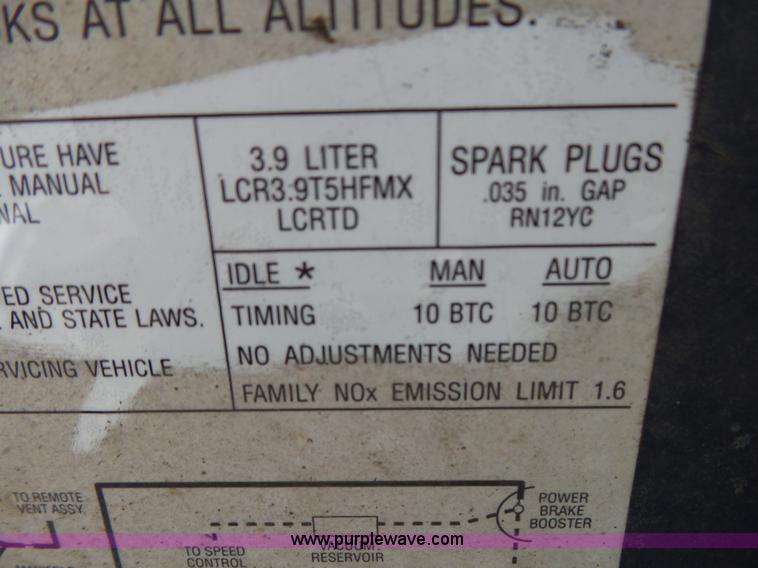 CKS AT ALL ALTITUDES.
URE HAVE
MANUAL
NAL
3.9 LITER
LCR3.9T5HFMX
LCRTD
SPARK PLUGS
.035 in. GAP
RN12YC
ED SERVICE
AND STATE LAWS.
RVICING VEHICLE
IDLE * MAN AUTO
TIMING 10 BTC 10 BTC
NO ADJUSTMENTS NEEDED
FAMILY NOx EMISSION LIMIT 1.6
TO REMOTE
VENT ASSY.
POWER
BRAKE
BOOSTER
TO SPEED
CONTROL
VACUUM
RESERVOIR
www.purplewave.com